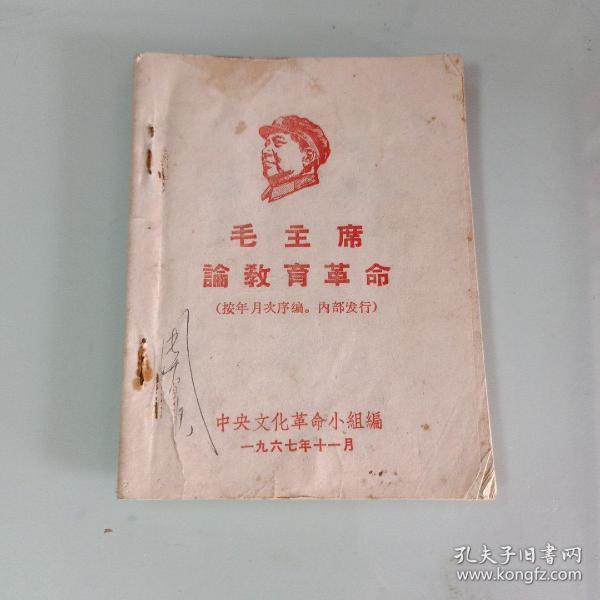 毛主席
論敎育革命
(按年月次序编。内部发行)
中央文化革命小組編
一九六七年十一月
孔夫子旧书网
www.kongfz.com